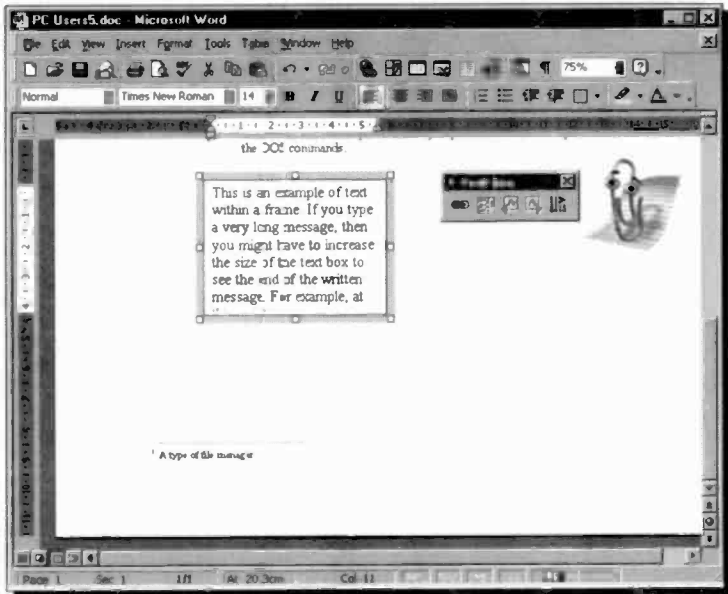 PC Users5.doc - Microsoft Word
File Edit View Insert Format Tools Table Window Help
75%
Normal Times New Roman 14 B I U
the DOS commands.
This is an example of text
within a frame. If you type
a very long message, then
you might have to increase
the size of the text box to
see the end of the written
message. For example, at
1 A type of file manager
Page 1 Sec 1 1/1 At 20.3cm Col 11